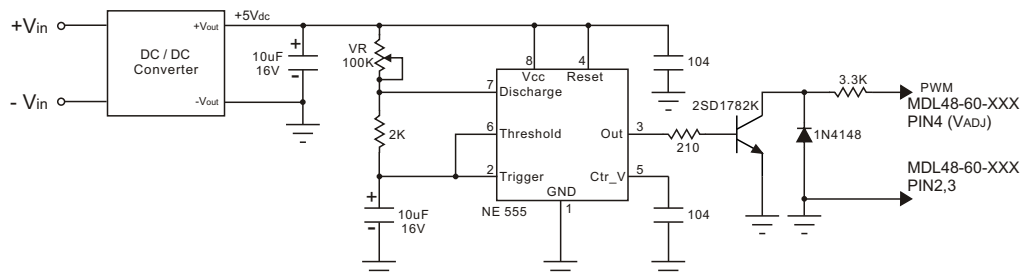 +Vin
- Vin
DC / DC
Converter
+Vout
-Vout
+5Vdc
+
10uF
16V
-
VR
100K
2K
+
10uF
16V
-
8
4
Vcc
Reset
7
Discharge
6
Threshold
2
Trigger
Out
3
Ctr_V
5
GND
1
NE 555
104
104
210
2SD1782K
1N4148
3.3K
PWM
MDL48-60-XXX
PIN4 (VADJ)
MDL48-60-XXX
PIN2,3